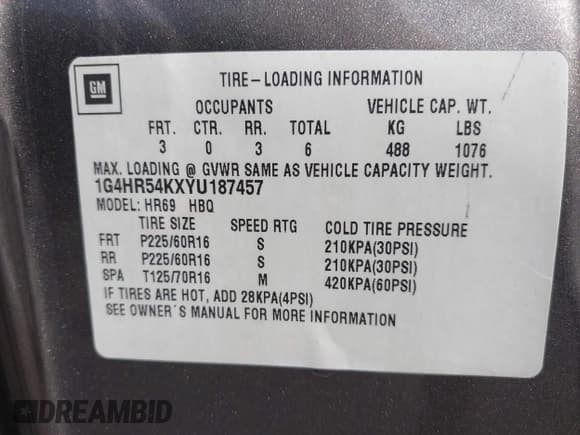 GM
TIRE-LOADING INFORMATION
OCCUPANTS VEHICLE CAP. WT.
FRT. CTR. RR. TOTAL KG LBS
3 0 3 6 488 1076
MAX. LOADING @ GVWR SAME AS VEHICLE CAPACITY WEIGHT.
1G4HR54KXYU187457
MODEL: HR69 HBQ
TIRE SIZE SPEED RTG COLD TIRE PRESSURE
FRT P225/60R16 S 210KPA(30PSI)
RR P225/60R16 S 210KPA(30PSI)
SPA T125/70R16 M 420KPA(60PSI)
IF TIRES ARE HOT, ADD 28KPA(4PSI)
SEE OWNER'S MANUAL FOR MORE INFORMATION
DREAMBID